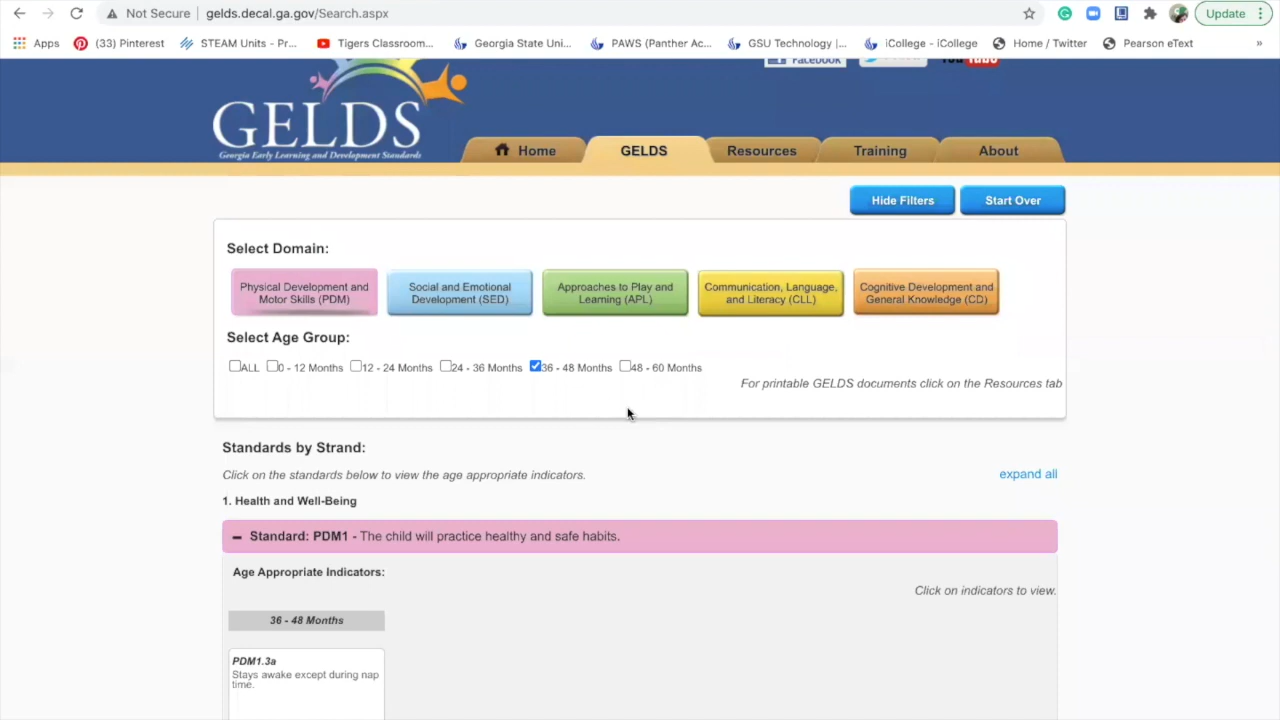 Not Secure | gelds.decal.ga.gov/Search.aspx
Update
Apps
(33) Pinterest
STEAM Units - Pr...
Tigers Classroom...
Georgia State Uni...
PAWS (Panther Ac...
GSU Technology |...
iCollege - iCollege
Home / Twitter
Pearson eText
»
Facebook
You Tube
GELDS
Georgia Early Learning and Development Standards
Home
GELDS
Resources
Training
About
Hide Filters
Start Over
Select Domain:
Physical Development and
Motor Skills (PDM)
Social and Emotional
Development (SED)
Approaches to Play and
Learning (APL)
Communication, Language,
and Literacy (CLL)
Cognitive Development and
General Knowledge (CD)
Select Age Group:
ALL 0 - 12 Months 12 - 24 Months 24 - 36 Months 36 - 48 Months 48 - 60 Months
For printable GELDS documents click on the Resources tab
Standards by Strand:
Click on the standards below to view the age appropriate indicators.
expand all
1. Health and Well-Being
Standard: PDM1 - The child will practice healthy and safe habits.
Age Appropriate Indicators:
Click on indicators to view.
36 - 48 Months
PDM1.3a
Stays awake except during nap
time.